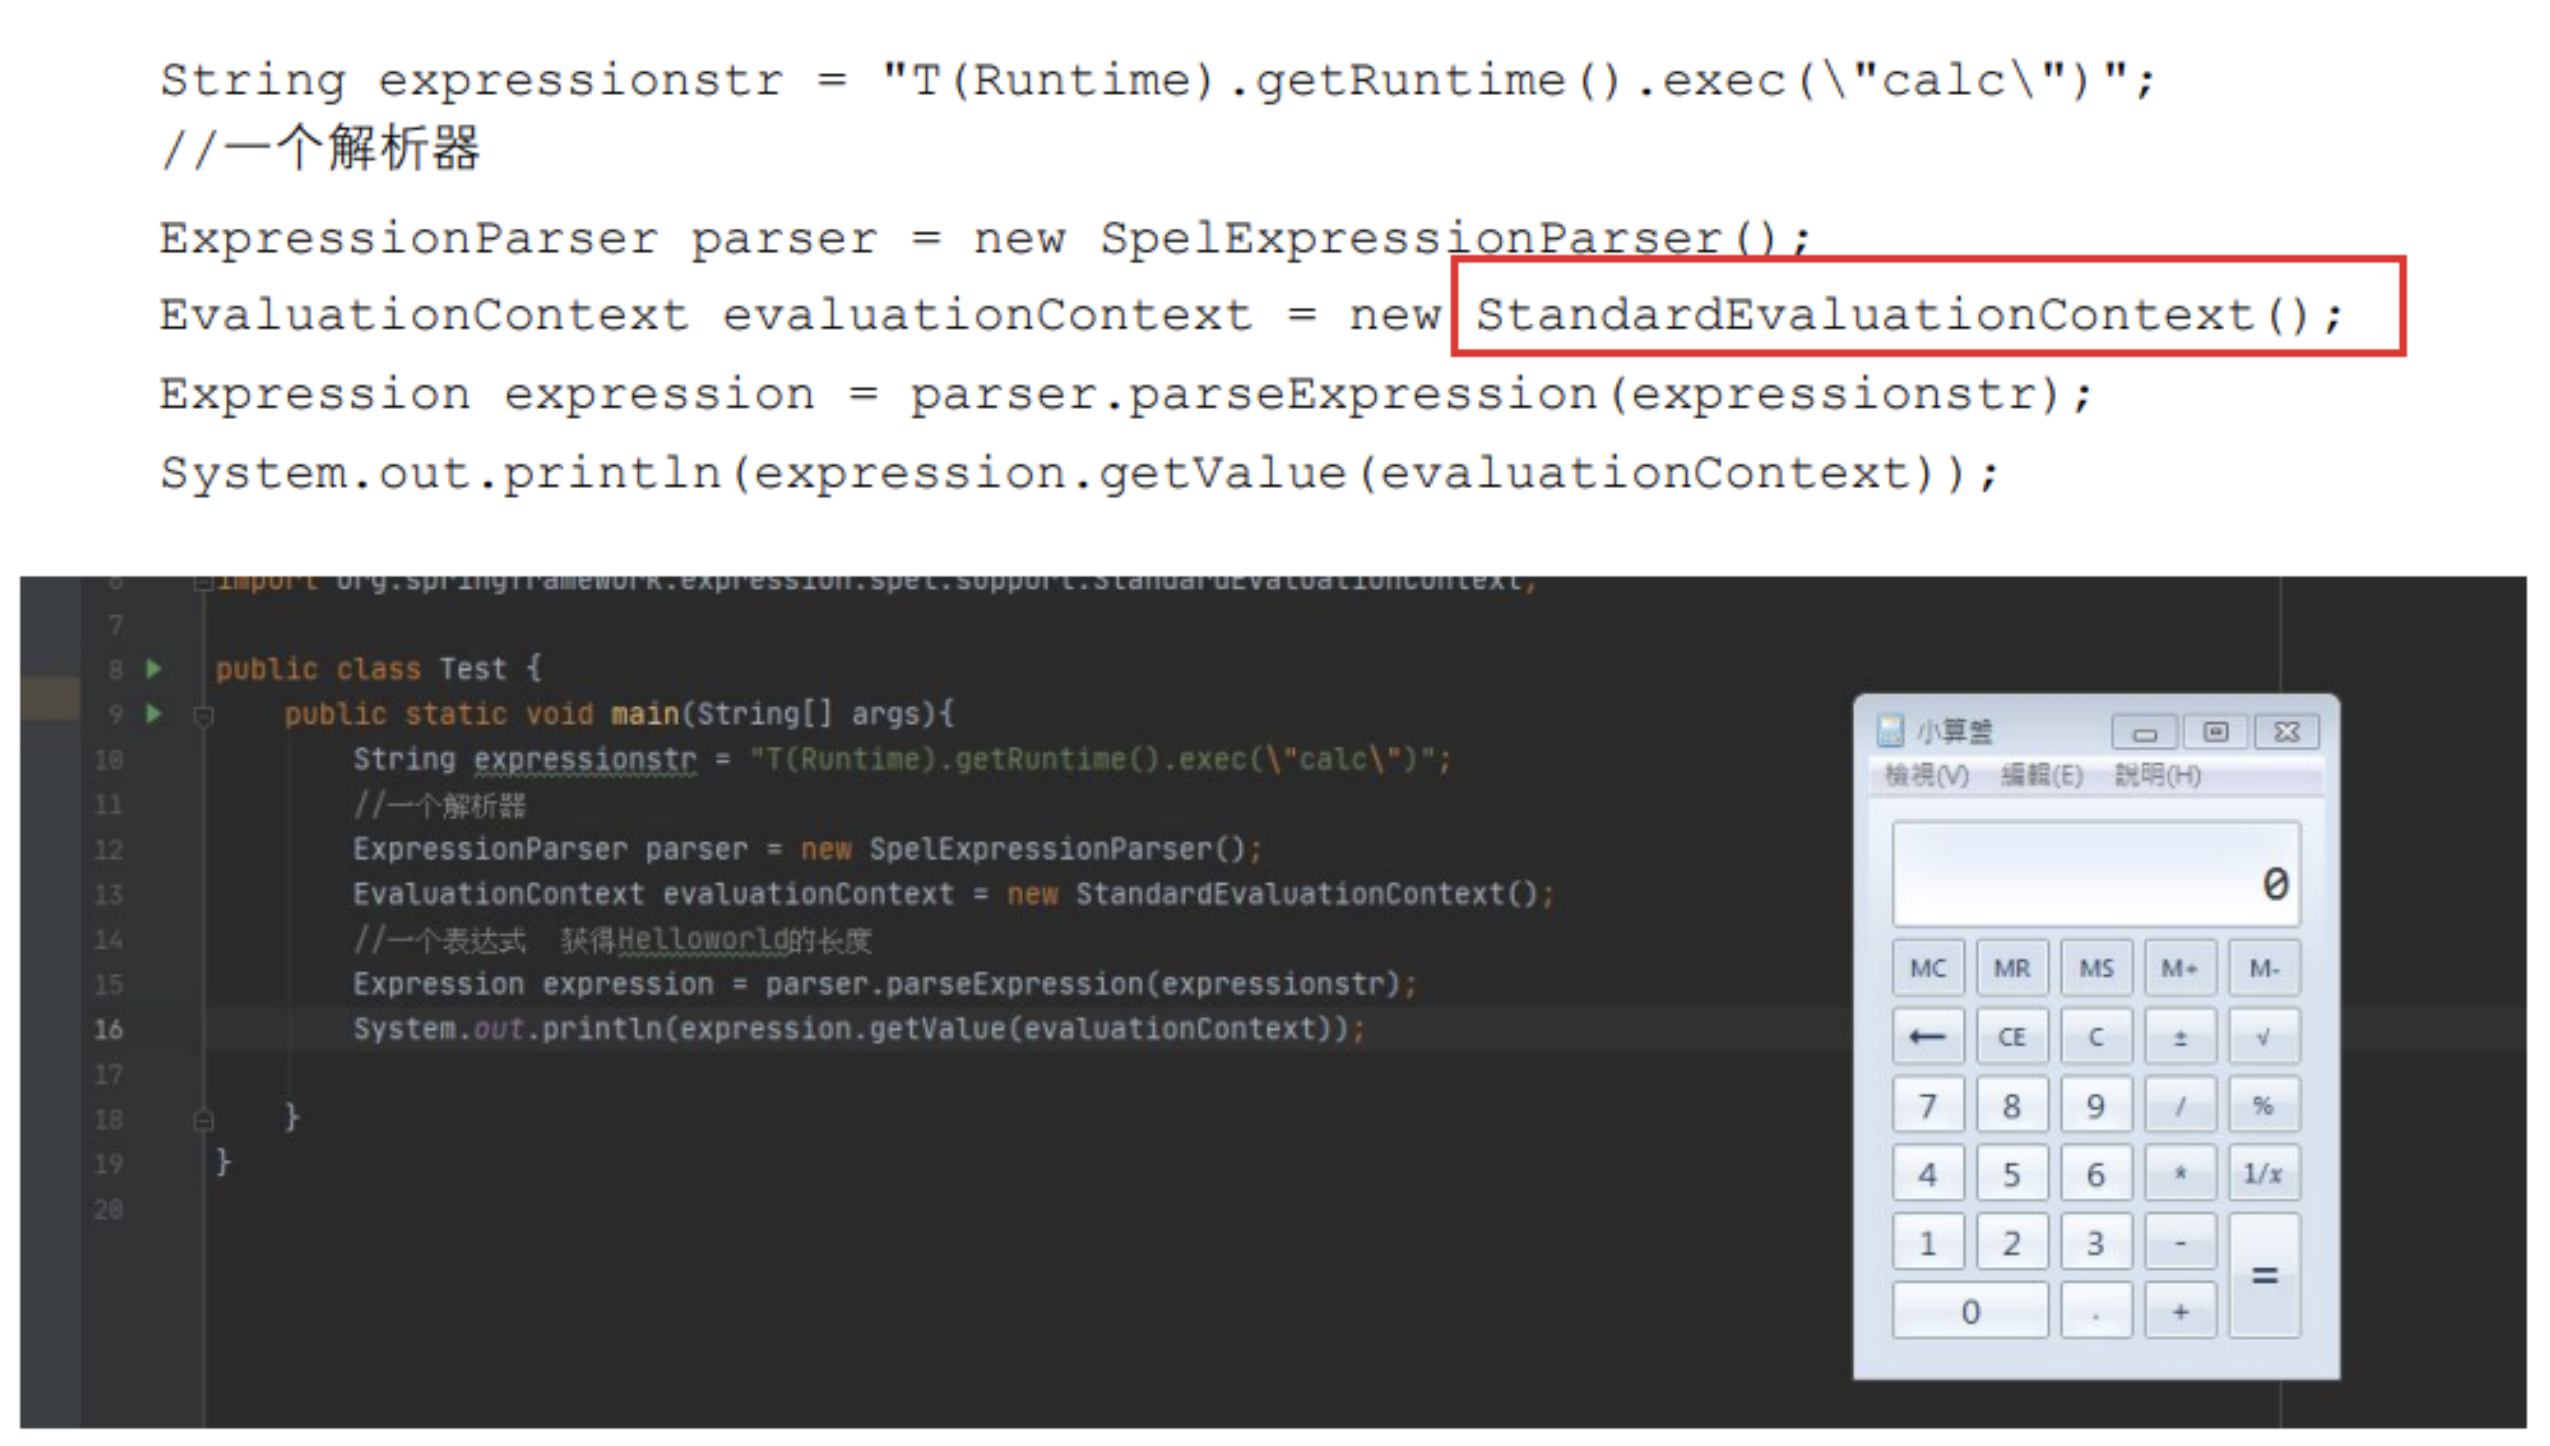 String expressionstr = "T(Runtime).getRuntime().exec(\"calc\")";
//一个解析器
ExpressionParser parser = new SpelExpressionParser();
EvaluationContext evaluationContext = new StandardEvaluationContext();
Expression expression = parser.parseExpression(expressionstr);
System.out.println(expression.getValue(evaluationContext));
6 import org.springframework.expression.spel.support.StandardEvaluationContext;
7
8 public class Test {
9 public static void main(String[] args){
10 String expressionstr = "T(Runtime).getRuntime().exec(\"calc\")";
11 //一个解析器
12 ExpressionParser parser = new SpelExpressionParser();
13 EvaluationContext evaluationContext = new StandardEvaluationContext();
14 //一个表达式 获得Helloworld的长度
15 Expression expression = parser.parseExpression(expressionstr);
16 System.out.println(expression.getValue(evaluationContext));
17
18 }
19 }
20
小算盤
檢視(V) 編輯(E) 說明(H)
0
MC MR MS M+ M-
← CE C ± √
7 8 9 / %
4 5 6 * 1/x
1 2 3 - =
0 . +